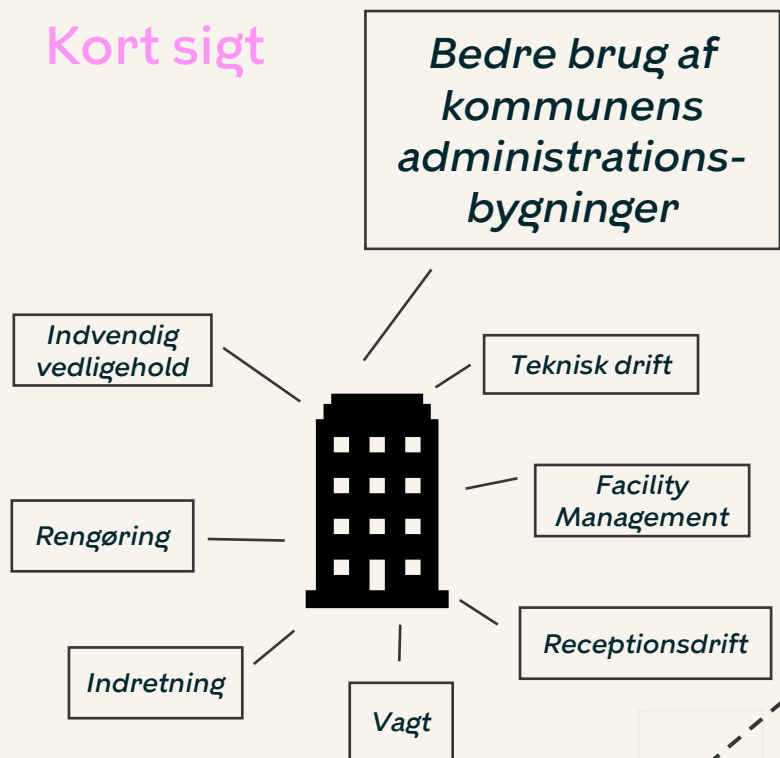 Kort sigt
Bedre brug af
kommunens
administrations-
bygninger
Indvendig
vedligehold
Teknisk drift
Facility
Management
Rengøring
Receptionsdrift
Indretning
Vagt